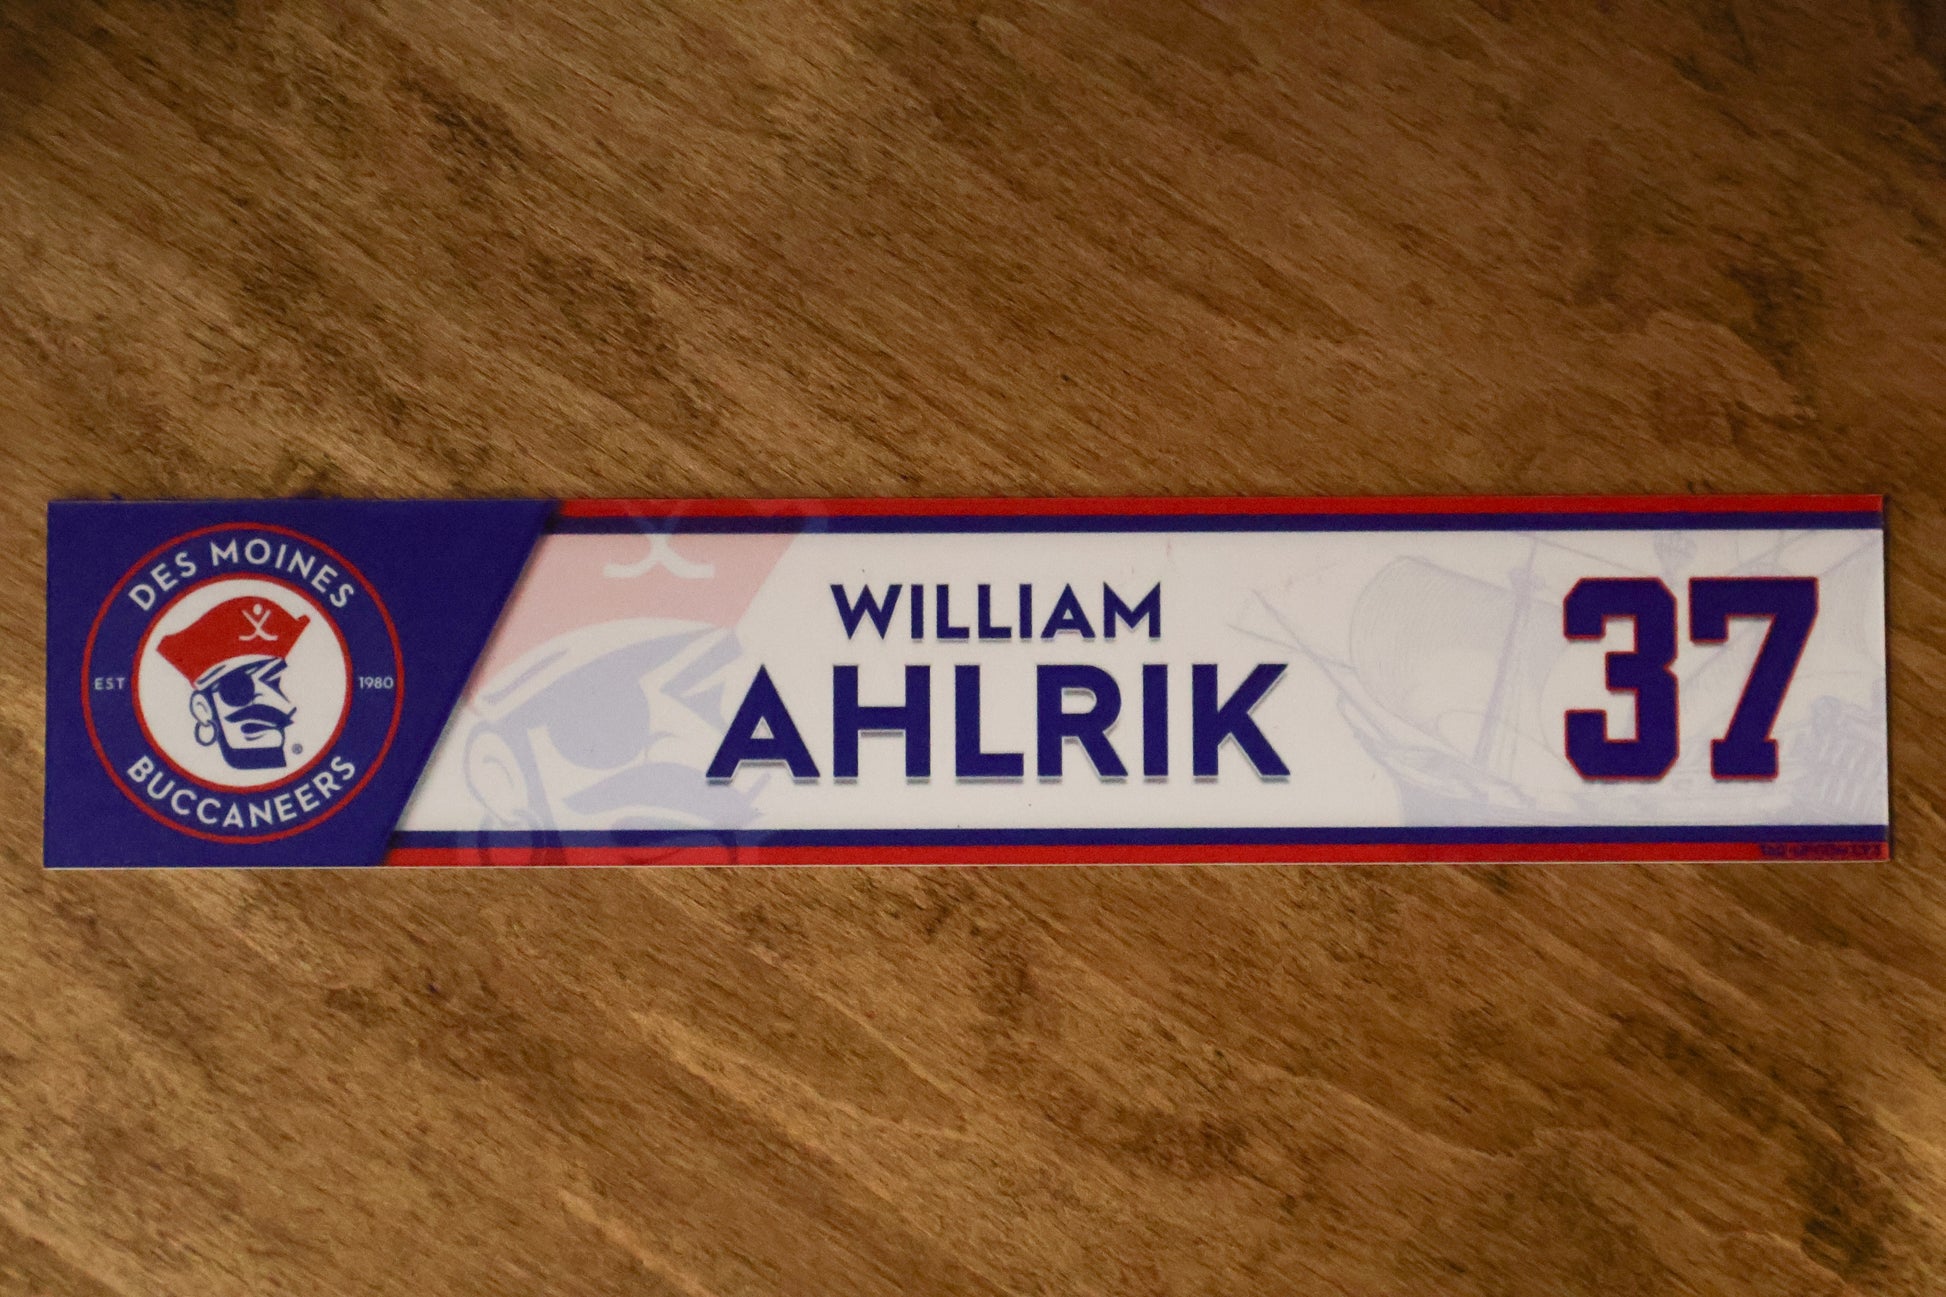 DES MOINES
EST 1980
BUCCANEERS
®
WILLIAM
AHLRIK
37